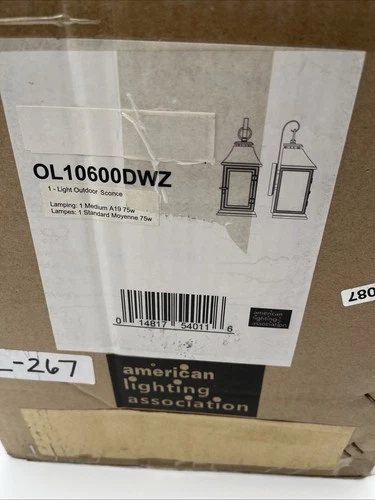 OL10600DWZ
1 - Light Outdoor Sconce
Lamping: 1 Medium A19 75w
Lampes: 1 Standard Moyenne 75w
american
lighting
association
087
0 14817 54011 6
-267
american
lighting
association